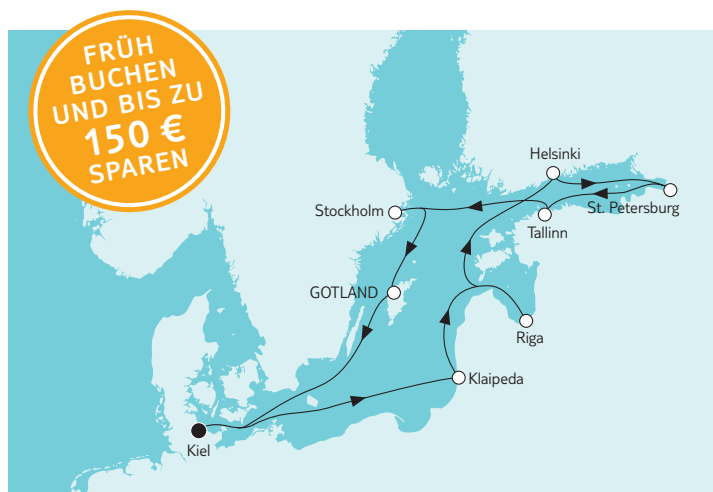 FRÜH
BUCHEN
UND BIS ZU
150 €
SPAREN
Helsinki
St. Petersburg
Stockholm
Tallinn
GOTLAND
Riga
Klaipeda
Kiel